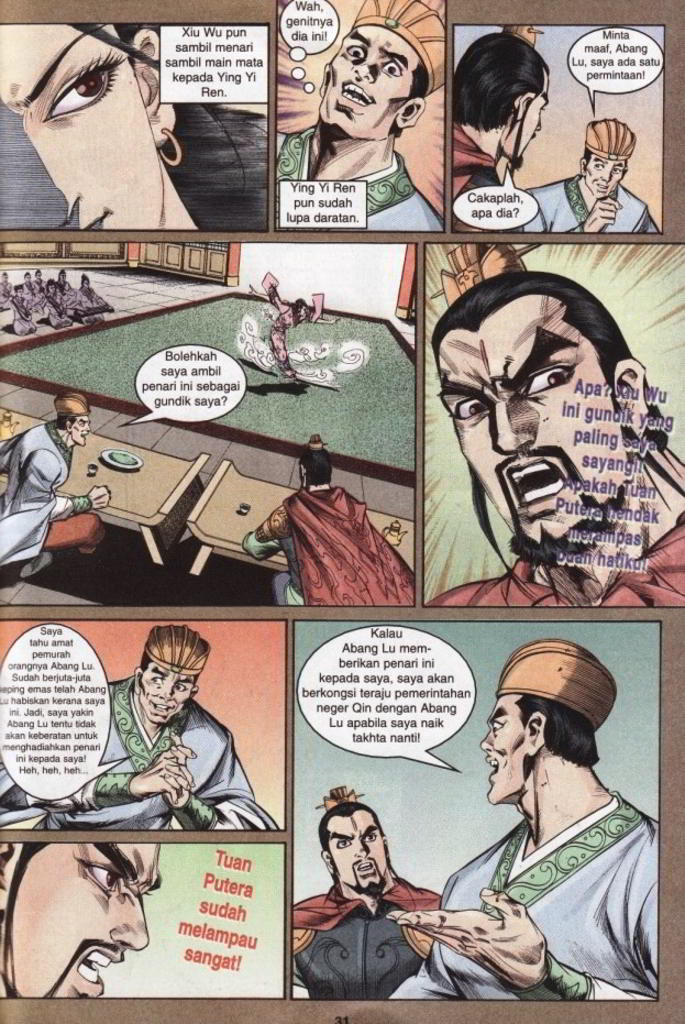 Xiu Wu pun
sambil menari
sambil main mata
kepada Ying Yi
Ren.
Wah,
genitnya
dia ini!
Ying Yi Ren
pun sudah
lupa daratan.
Minta
maaf, Abang
Lu, saya ada satu
permintaan!
Cakaplah,
apa dia?
Bolehkah
saya ambil
penari ini sebagai
gundik saya?
Apa? Xiu Wu
ini gundik yang
paling saya
sayangi!
Apakah Tuan
Putera hendak
merampas
buah hatiku!
Saya
tahu amat
pemurah
orangnya Abang Lu.
Sudah berjuta-juta
keping emas telah Abang
Lu habiskan kerana saya
ini. Jadi, saya yakin
Abang Lu tentu tidak
akan keberatan untuk
menghadiahkan penari
ini kepada saya!
Heh, heh, heh...
Kalau
Abang Lu mem-
berikan penari ini
kepada saya, saya akan
berkongsi teraju pemerintahan
neger Qin dengan Abang
Lu apabila saya naik
takhta nanti!
Tuan
Putera
sudah
melampau
sangat!
31